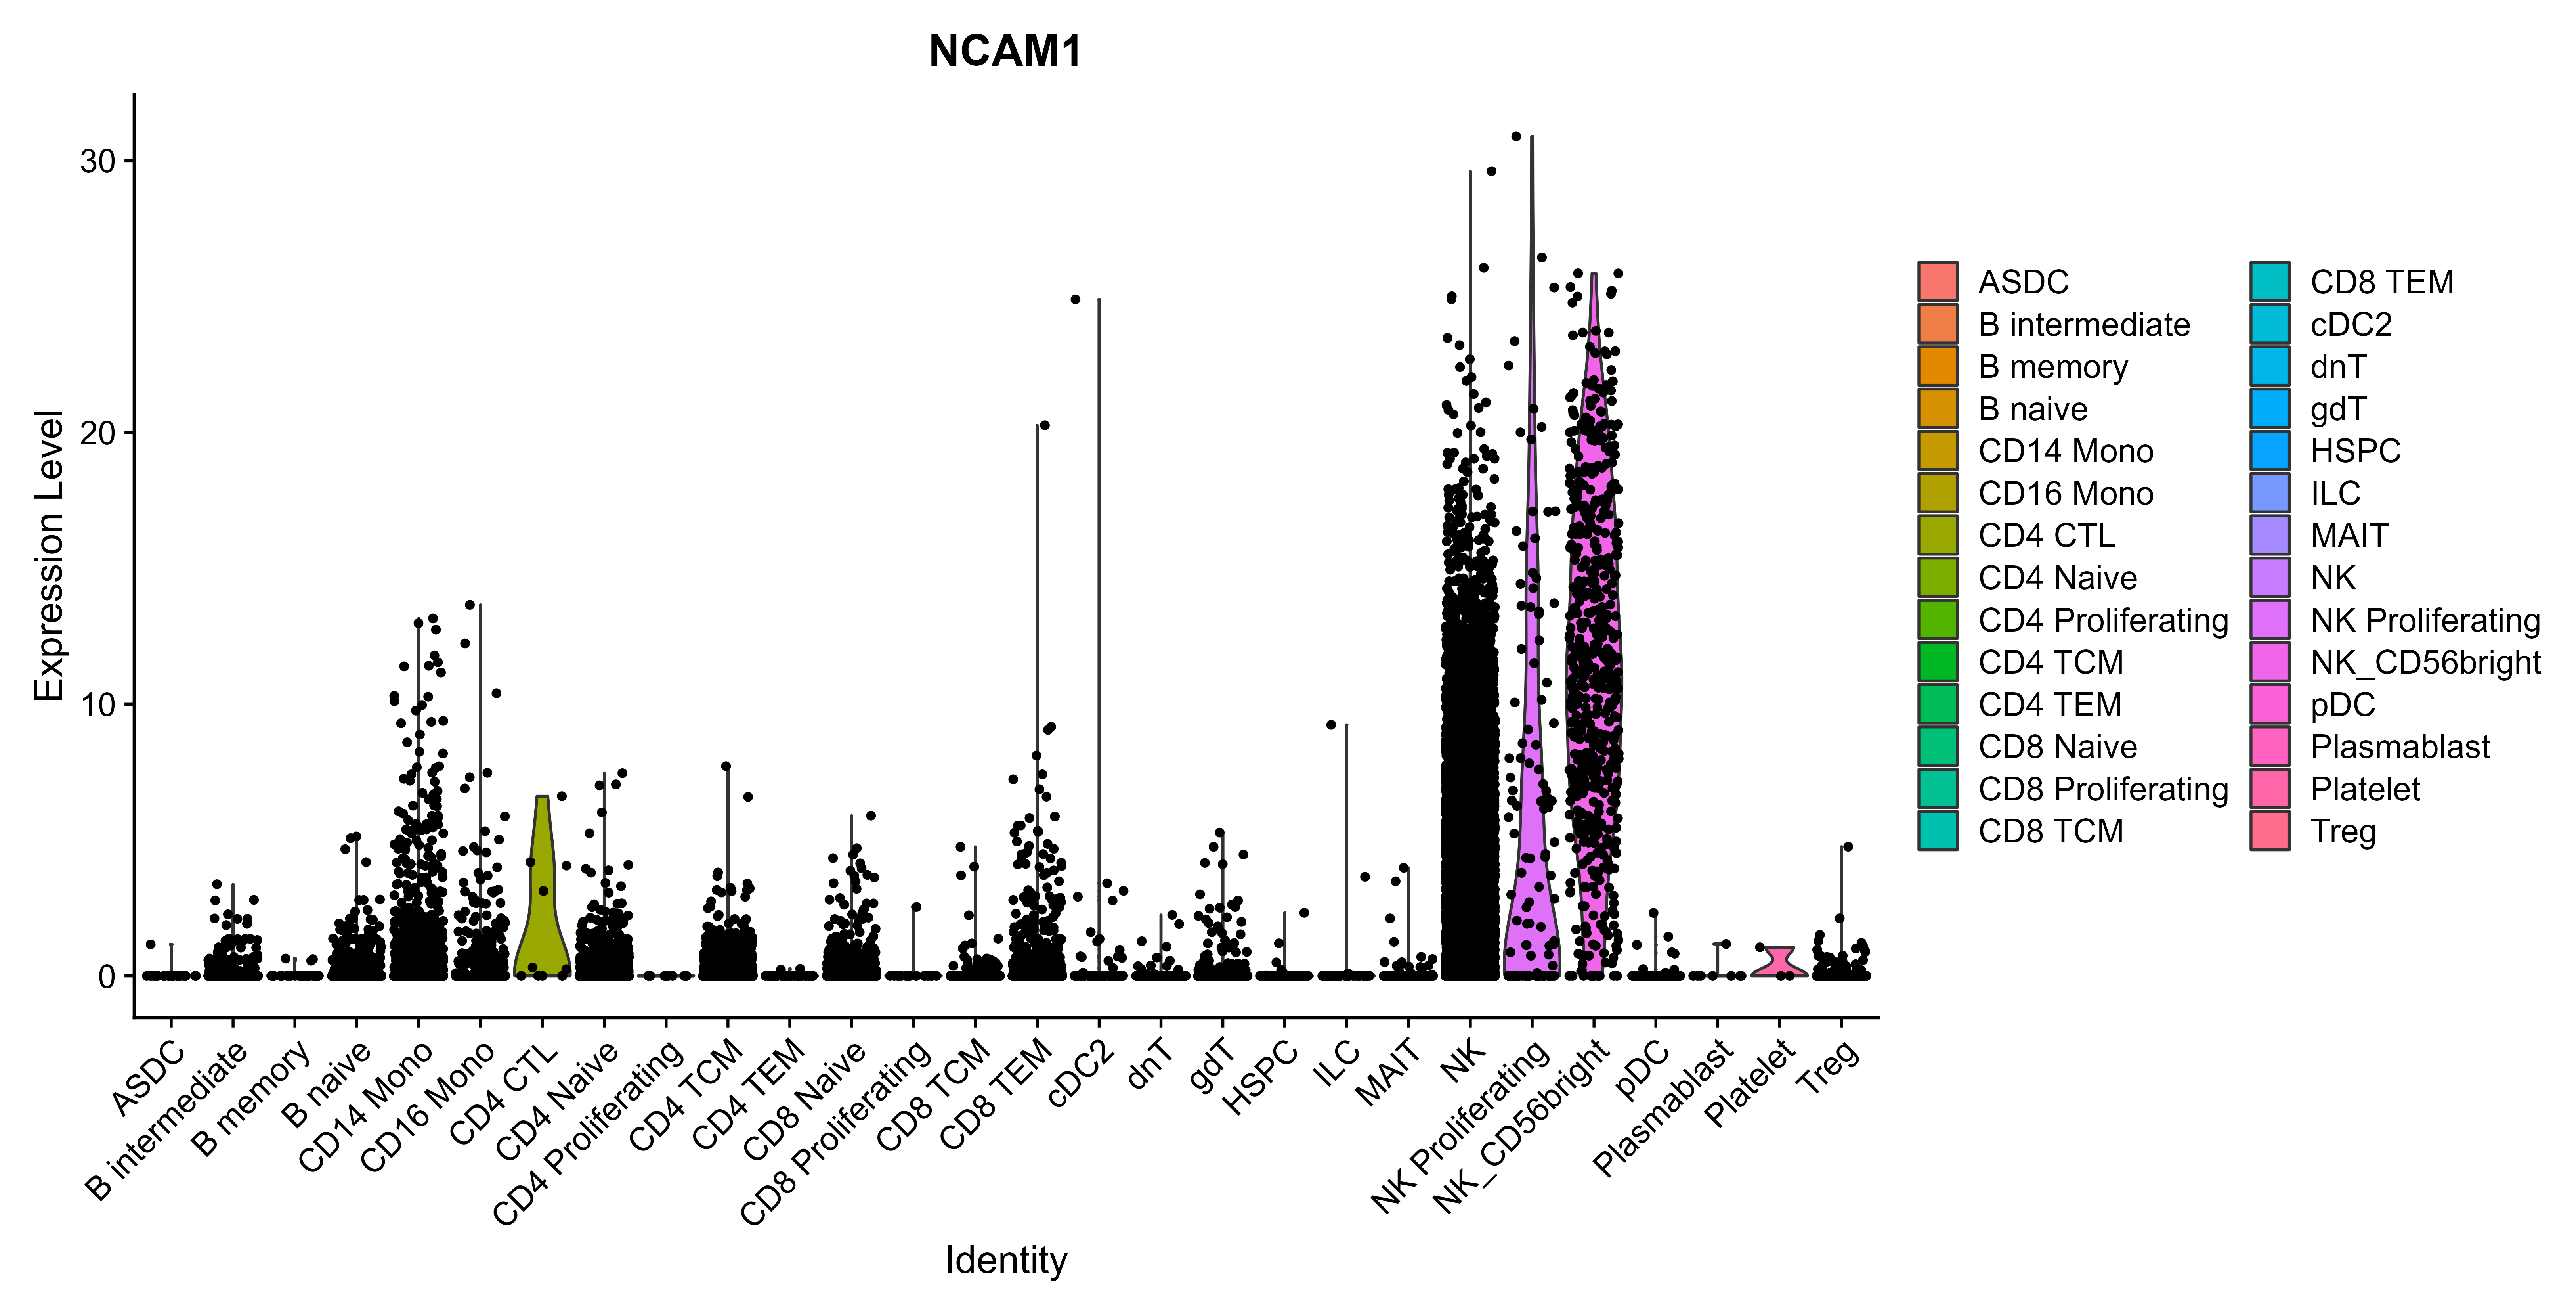 NCAM1
Expression Level
30
20
10
0
ASDC
B intermediate
B memory
B naive
CD14 Mono
CD16 Mono
CD4 CTL
CD4 Naive
CD4 Proliferating
CD4 TCM
CD4 TEM
CD8 Naive
CD8 Proliferating
CD8 TCM
CD8 TEM
cDC2
dnT
gdT
HSPC
ILC
MAIT
NK
NK Proliferating
NK_CD56bright
pDC
Plasmablast
Platelet
Treg
Identity
ASDC
B intermediate
B memory
B naive
CD14 Mono
CD16 Mono
CD4 CTL
CD4 Naive
CD4 Proliferating
CD4 TCM
CD4 TEM
CD8 Naive
CD8 Proliferating
CD8 TCM
CD8 TEM
cDC2
dnT
gdT
HSPC
ILC
MAIT
NK
NK Proliferating
NK_CD56bright
pDC
Plasmablast
Platelet
Treg